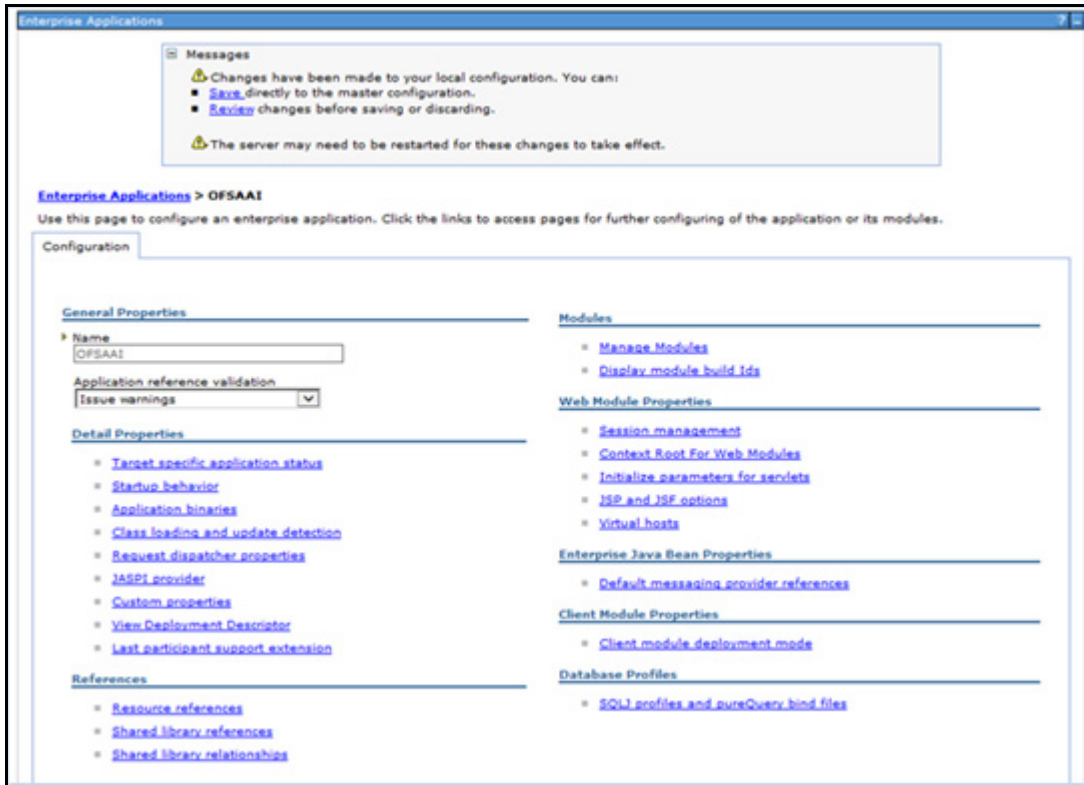 Enterprise Applications
? -
Messages
Changes have been made to your local configuration. You can:
Save directly to the master configuration.
Review changes before saving or discarding.
The server may need to be restarted for these changes to take effect.
Enterprise Applications > OFSAAI
Use this page to configure an enterprise application. Click the links to access pages for further configuring of the application or its modules.
Configuration
General Properties
Name
OFSAAI
Application reference validation
Issue warnings
Detail Properties
Target specific application status
Startup behavior
Application binaries
Class loading and update detection
Request dispatcher properties
JASPI provider
Custom properties
View Deployment Descriptor
Last participant support extension
References
Resource references
Shared library references
Shared library relationships
Modules
Manage Modules
Display module build Ids
Web Module Properties
Session management
Context Root For Web Modules
Initialize parameters for servlets
JSP and JSF options
Virtual hosts
Enterprise Java Bean Properties
Default messaging provider references
Client Module Properties
Client module deployment mode
Database Profiles
SQLJ profiles and pureQuery bind files